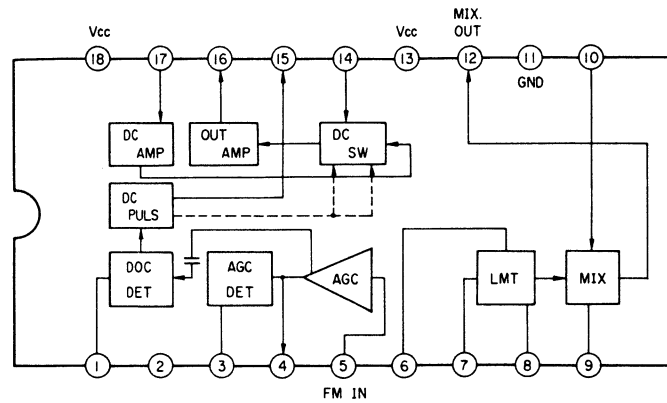 MIX.
Vcc Vcc OUT
18 17 16 15 14 13 12 11 10
GND
DC AMP
OUT AMP
DC SW
DC PULS
DOC DET
AGC DET
AGC
LMT
MIX
1 2 3 4 5 6 7 8 9
FM IN